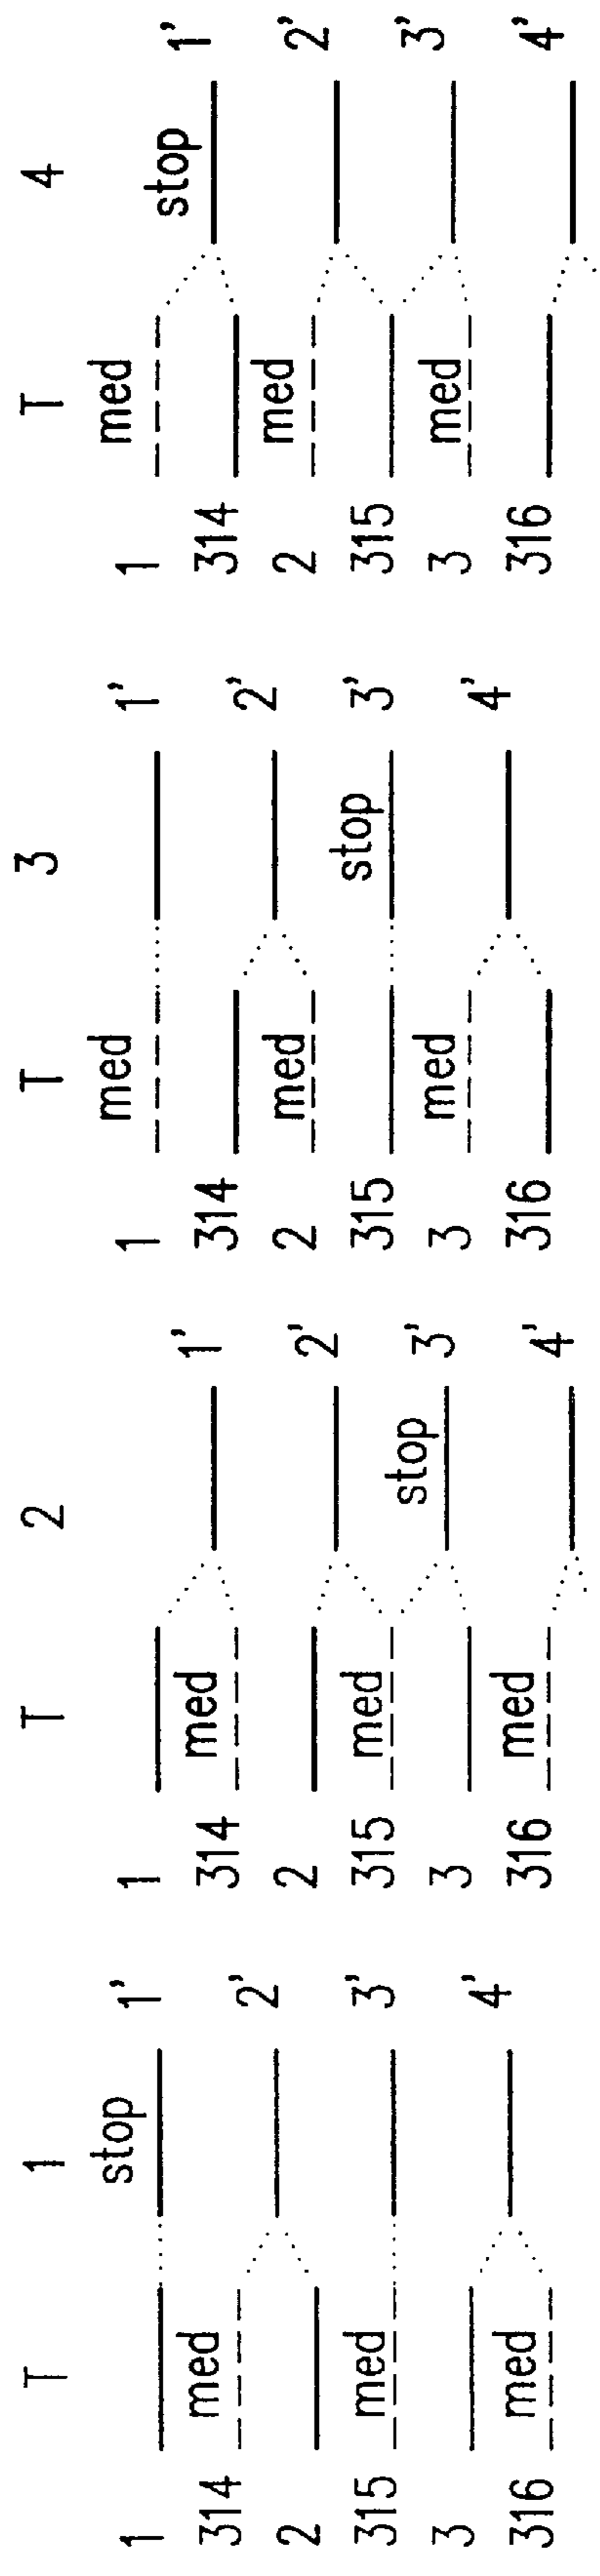 T 1
stop
1 1'
med
314 2'
2
med
315 3'
3 4'
med
316
T 2
1 1'
med
314
2 2'
med stop
315 3'
3
med
316 4'
T 3
med
1 1'
314 2'
med
2
stop
315 3'
med
3 4'
316
T 4
med stop
1 1'
314
med
2 2'
315
med
3 3'
316 4'